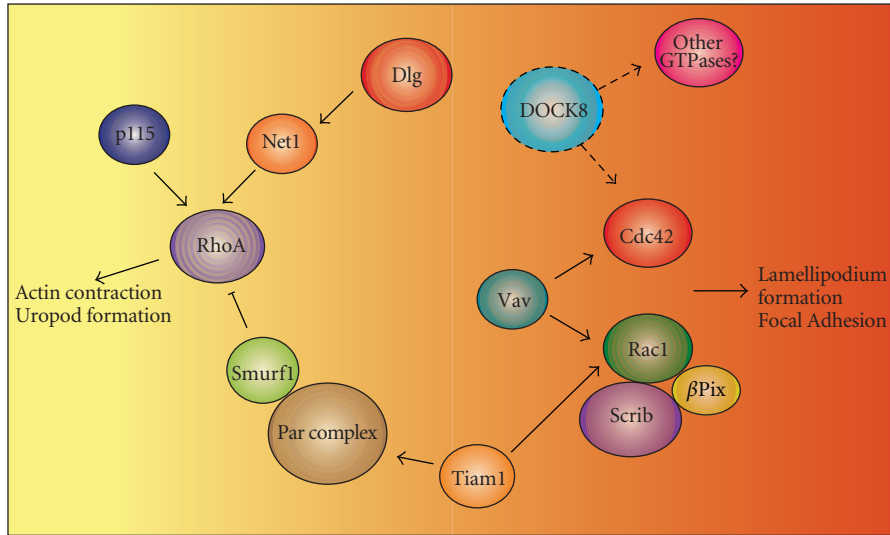 Other
GTPases?
Dlg
DOCK8
p115
Net1
RhoA
Cdc42
Actin contraction
Uropod formation
Vav
Lamellipodium
formation
Focal Adhesion
Rac1
Smurf1
βPix
Scrib
Par complex
Tiam1